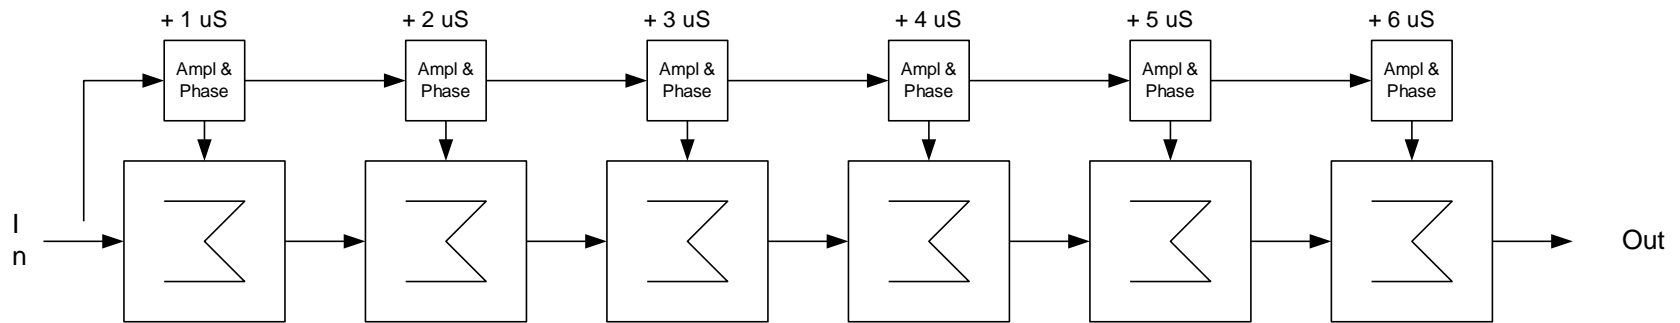 + 1 uS
+ 2 uS
+ 3 uS
+ 4 uS
+ 5 uS
+ 6 uS
Ampl &
Phase
Ampl &
Phase
Ampl &
Phase
Ampl &
Phase
Ampl &
Phase
Ampl &
Phase
I
n
Out